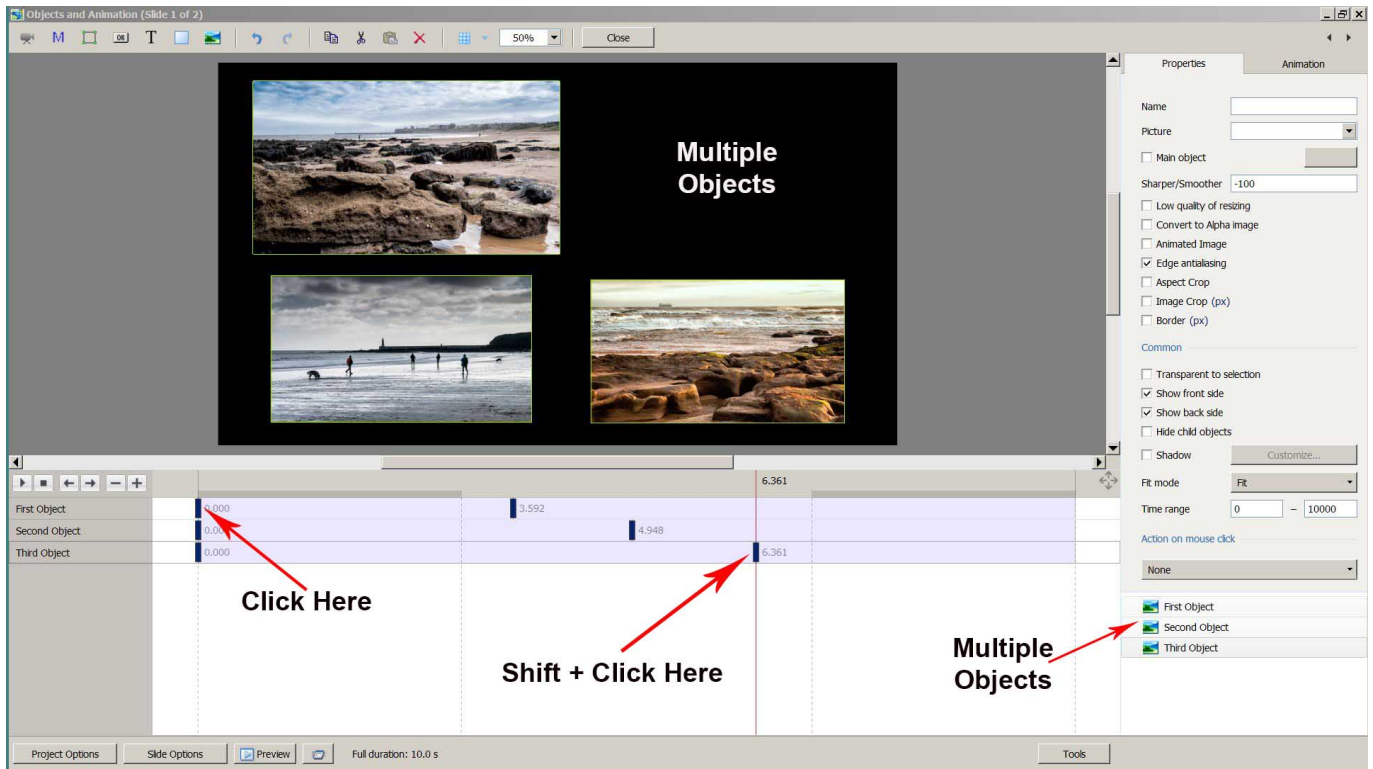 Objects and Animation (Slide 1 of 2)
M OK T 50% Close
Multiple
Objects
Properties Animation
Name
Picture
Main object
Sharper/Smoother -100
Low quality of resizing
Convert to Alpha image
Animated Image
Edge antialiasing
Aspect Crop
Image Crop (px)
Border (px)
Common
Transparent to selection
Show front side
Show back side
Hide child objects
Shadow Customize...
Fit mode Fit
Time range 0 – 10000
Action on mouse click
None
First Object
Second Object
Third Object
6.361
First Object 0.000 3.592
Second Object 0.000 4.948
Third Object 0.000 6.361
Click Here
Shift + Click Here
Multiple
Objects
Project Options Slide Options Preview Full duration: 10.0 s Tools